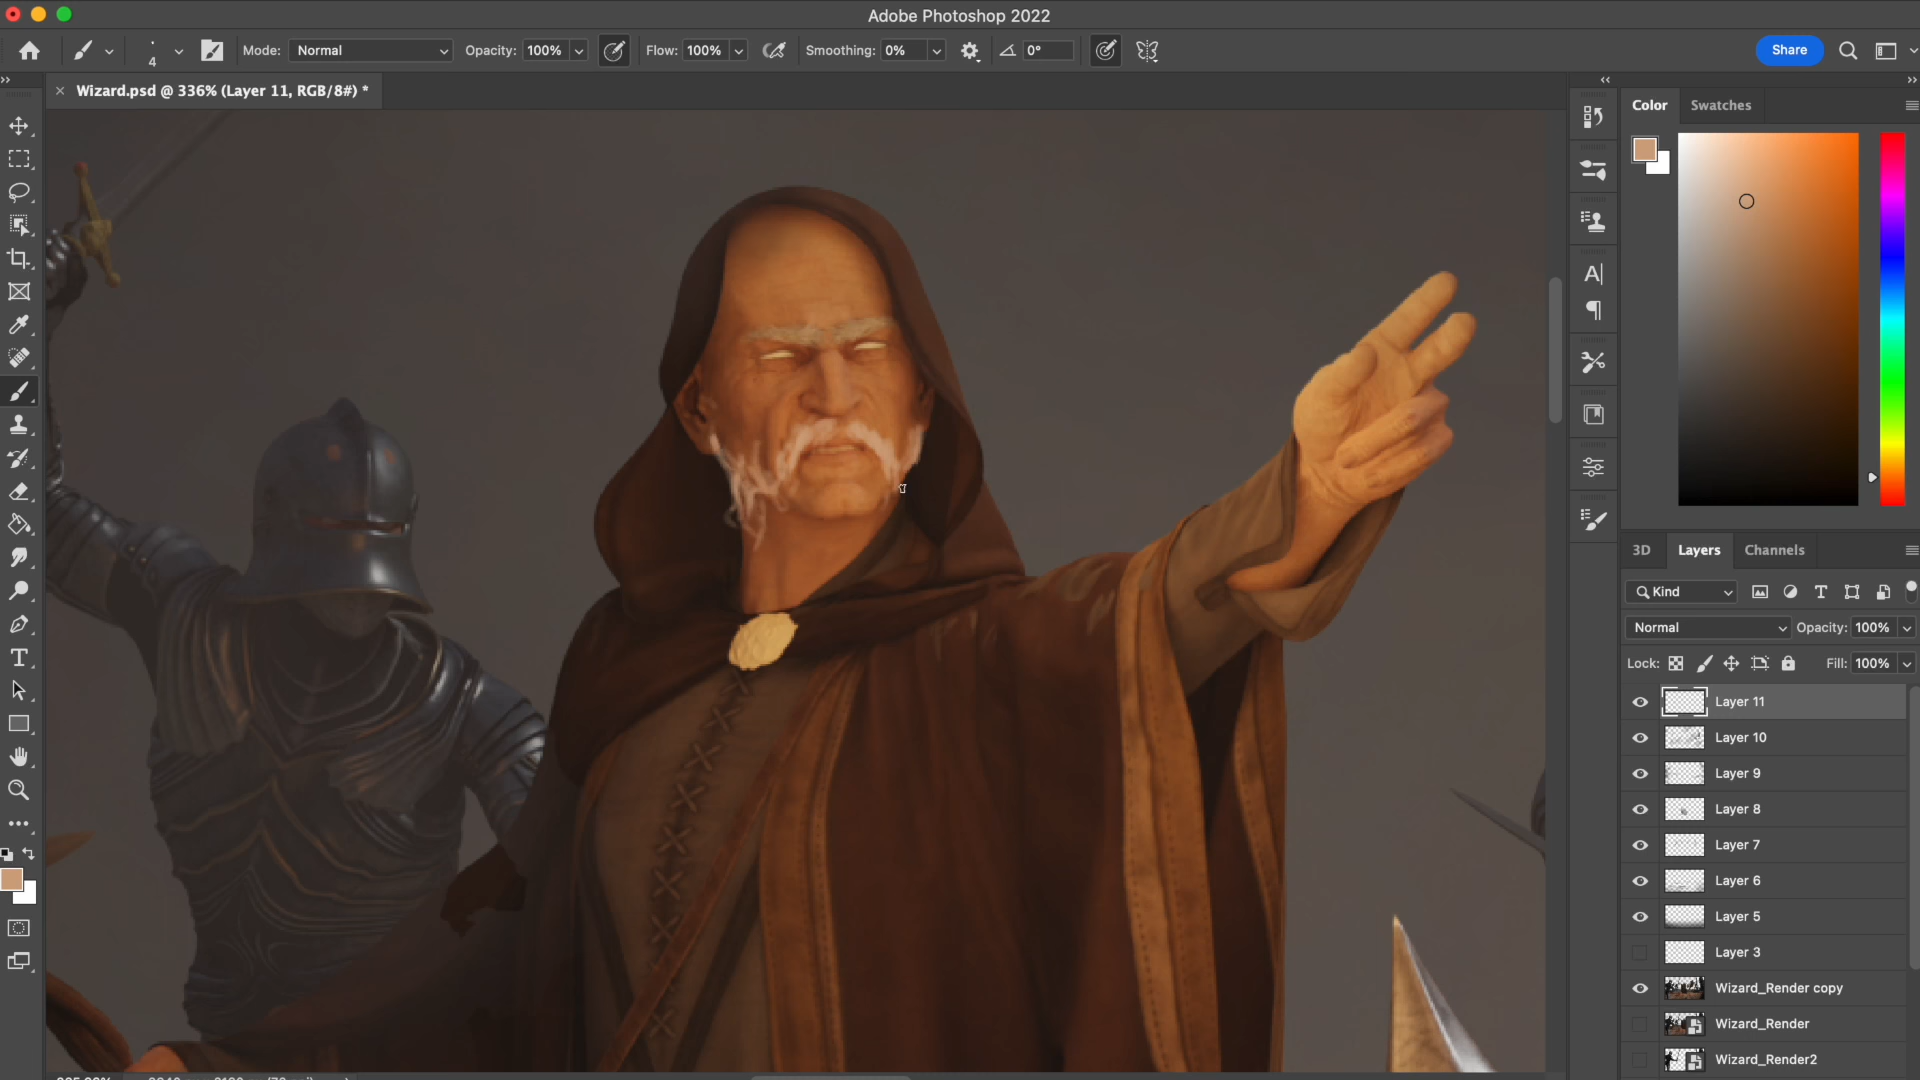 Adobe Photoshop 2022
4 Mode: Normal Opacity: 100% Flow: 100% Smoothing: 0% 0° Share
× Wizard.psd @ 336% (Layer 11, RGB/8#) *
Color Swatches
3D Layers Channels
Kind
Normal Opacity: 100%
Lock: Fill: 100%
Layer 11
Layer 10
Layer 9
Layer 8
Layer 7
Layer 6
Layer 5
Layer 3
Wizard_Render copy
Wizard_Render
Wizard_Render2